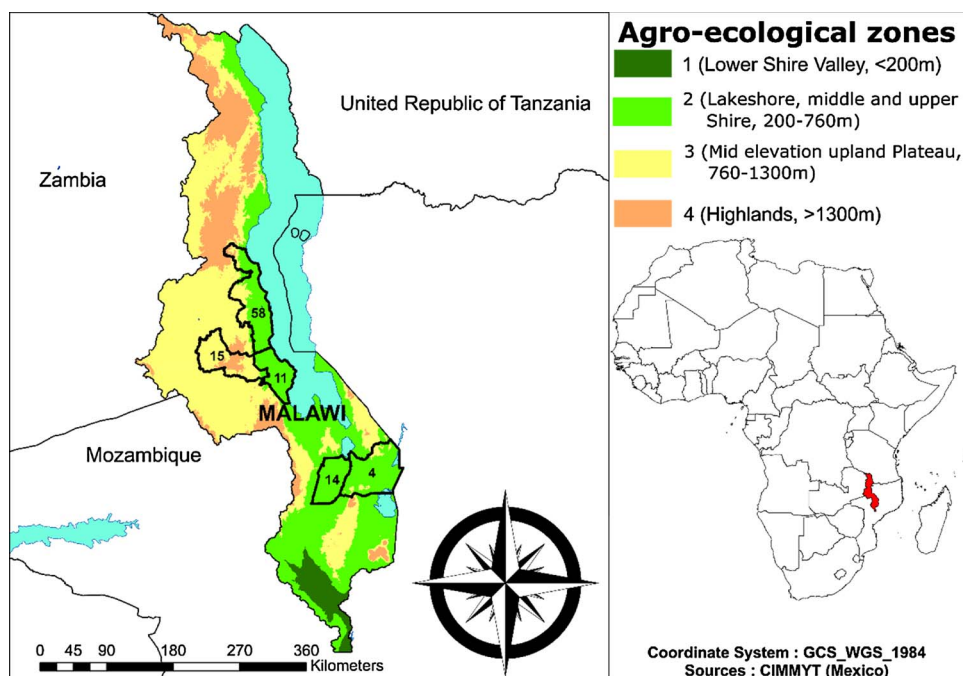 United Republic of Tanzania
Zambia
58
15
11
MALAWI
Mozambique
14
4
0 45 90 180 270 360
Kilometers
Agro-ecological zones
1 (Lower Shire Valley, <200m)
2 (Lakeshore, middle and upper
Shire, 200-760m)
3 (Mid elevation upland Plateau,
760-1300m)
4 (Highlands, >1300m)
Coordinate System : GCS_WGS_1984
Sources : CIMMYT (Mexico)